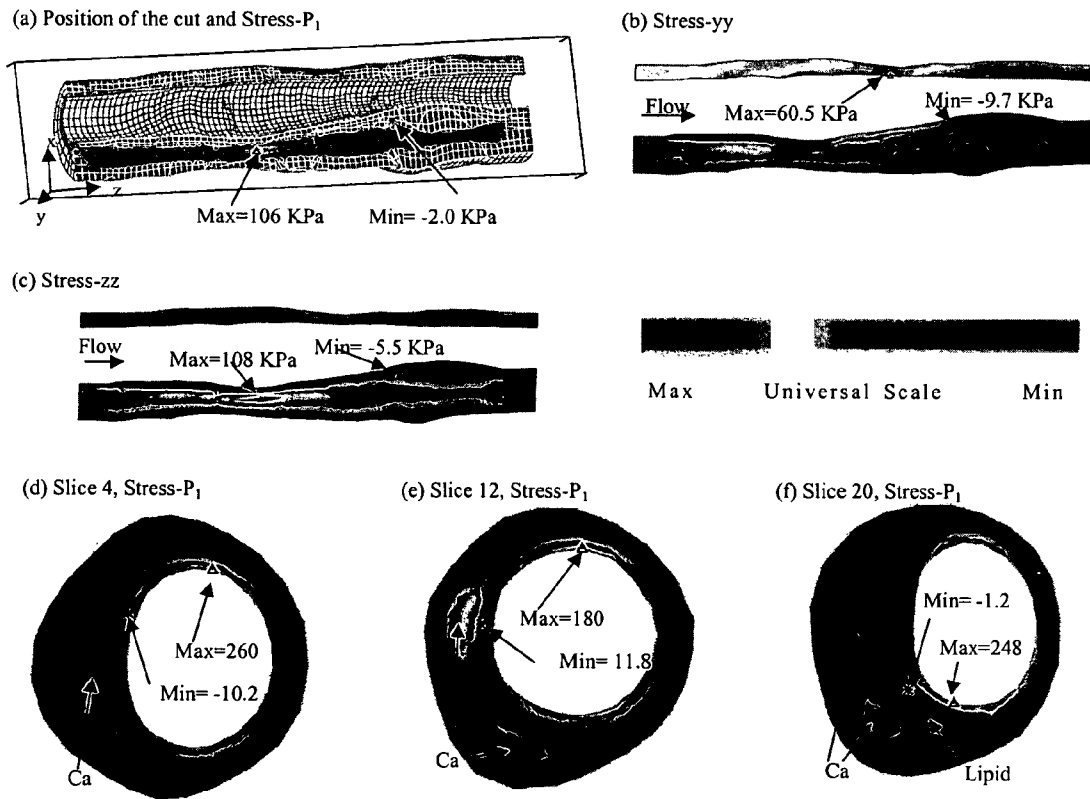 (a) Position of the cut and Stress-P₁
x
y
z
Max=106 KPa
Min= -2.0 KPa
(b) Stress-yy
Flow
Max=60.5 KPa
Min= -9.7 KPa
(c) Stress-zz
Flow
Max=108 KPa
Min= -5.5 KPa
Max
Universal Scale
Min
(d) Slice 4, Stress-P₁
Max=260
Min= -10.2
Ca
(e) Slice 12, Stress-P₁
Max=180
Min= 11.8
Ca
(f) Slice 20, Stress-P₁
Min= -1.2
Max=248
Ca
Lipid